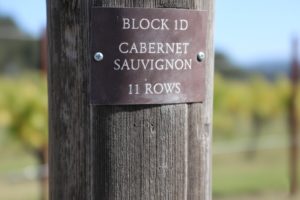 BLOCK 1D
CABERNET
SAUVIGNON
11 ROWS